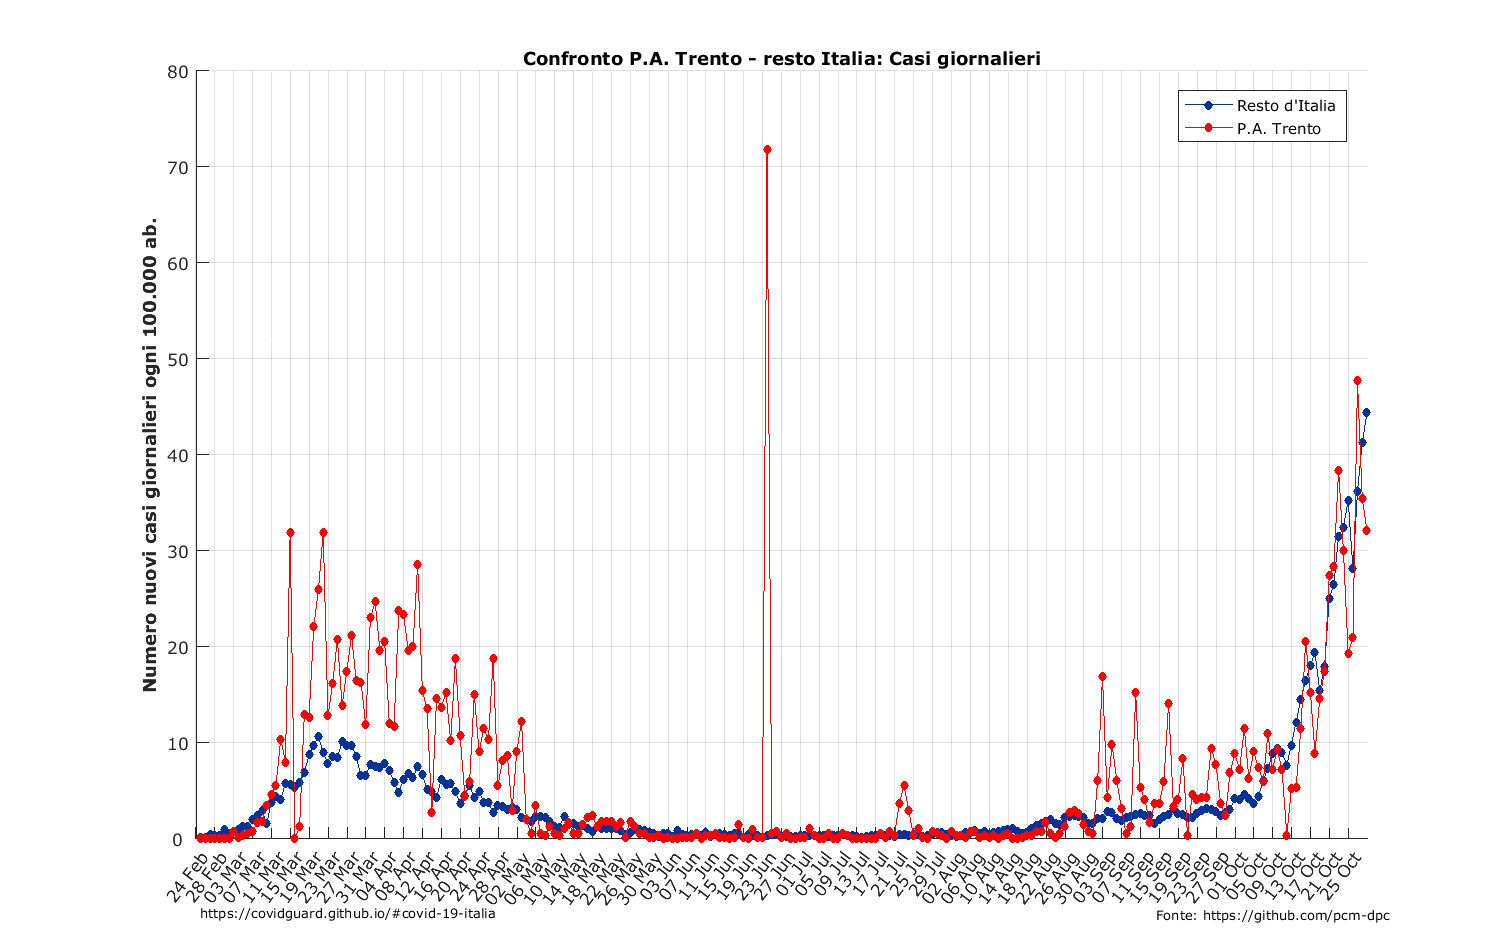 Confronto P.A. Trento - resto Italia: Casi giornalieri
Resto d'Italia
P.A. Trento
Numero nuovi casi giornalieri ogni 100.000 ab.
80
70
60
50
40
30
20
10
0
24 Feb
28 Feb
03 Mar
07 Mar
11 Mar
15 Mar
19 Mar
23 Mar
27 Mar
31 Mar
04 Apr
08 Apr
12 Apr
16 Apr
20 Apr
24 Apr
28 Apr
02 May
06 May
10 May
14 May
18 May
22 May
26 May
30 May
03 Jun
07 Jun
11 Jun
15 Jun
19 Jun
23 Jun
27 Jun
01 Jul
05 Jul
09 Jul
13 Jul
17 Jul
21 Jul
25 Jul
29 Jul
02 Aug
06 Aug
10 Aug
14 Aug
18 Aug
22 Aug
26 Aug
30 Aug
03 Sep
07 Sep
11 Sep
15 Sep
19 Sep
23 Sep
27 Sep
01 Oct
05 Oct
09 Oct
13 Oct
17 Oct
21 Oct
25 Oct
https://covidguard.github.io/#covid-19-italia
Fonte: https://github.com/pcm-dpc